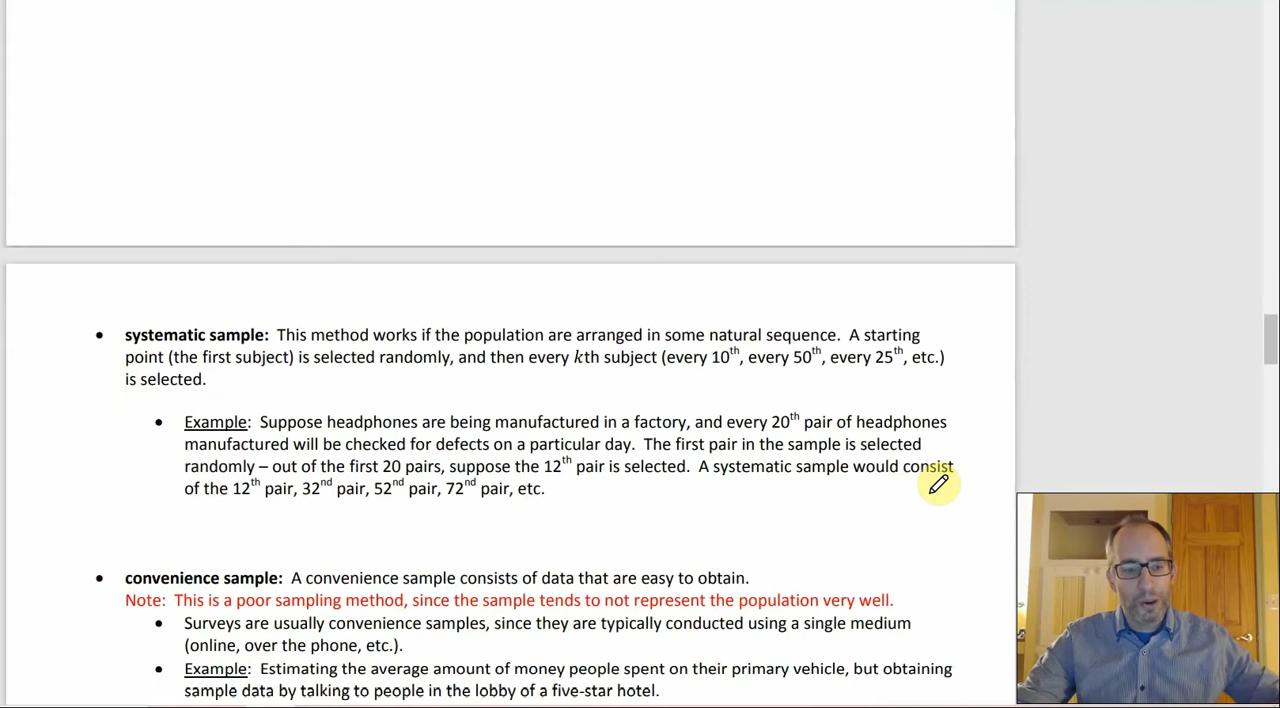 • systematic sample: This method works if the population are arranged in some natural sequence. A starting
point (the first subject) is selected randomly, and then every kth subject (every 10th, every 50th, every 25th, etc.)
is selected.
• Example: Suppose headphones are being manufactured in a factory, and every 20th pair of headphones
manufactured will be checked for defects on a particular day. The first pair in the sample is selected
randomly – out of the first 20 pairs, suppose the 12th pair is selected. A systematic sample would consist
of the 12th pair, 32nd pair, 52nd pair, 72nd pair, etc.
• convenience sample: A convenience sample consists of data that are easy to obtain.
Note: This is a poor sampling method, since the sample tends to not represent the population very well.
• Surveys are usually convenience samples, since they are typically conducted using a single medium
(online, over the phone, etc.).
• Example: Estimating the average amount of money people spent on their primary vehicle, but obtaining
sample data by talking to people in the lobby of a five-star hotel.